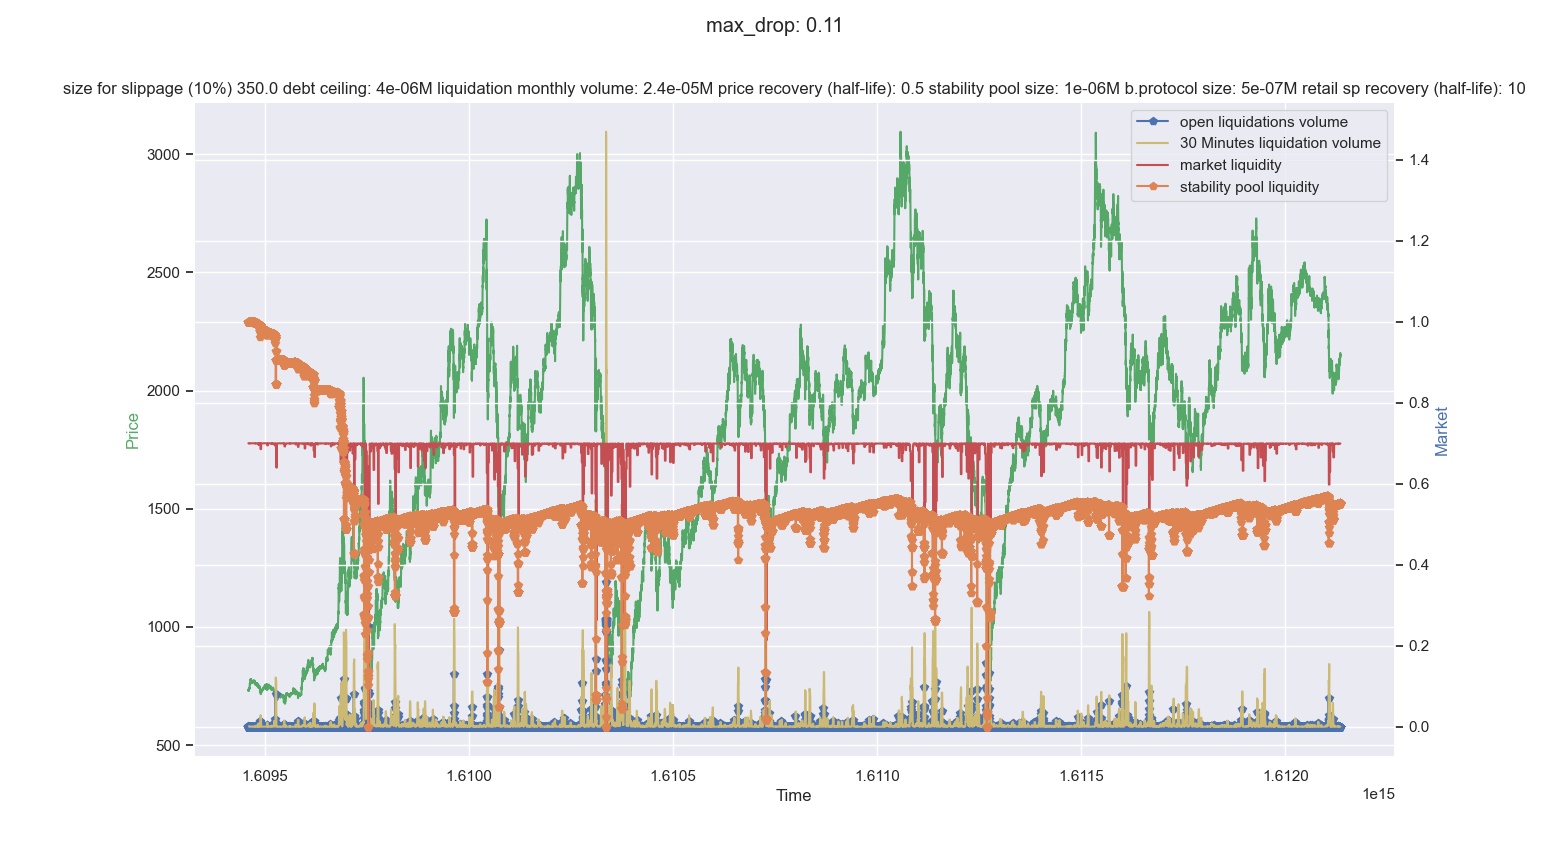 max_drop: 0.11
size for slippage (10%) 350.0 debt ceiling: 4e-06M liquidation monthly volume: 2.4e-05M price recovery (half-life): 0.5 stability pool size: 1e-06M b.protocol size: 5e-07M retail sp recovery (half-life): 10
open liquidations volume
30 Minutes liquidation volume
market liquidity
stability pool liquidity
3000
2500
2000
1500
1000
500
Price
1.4
1.2
1.0
0.8
0.6
0.4
0.2
0.0
Market
1.6095
1.6100
1.6105
1.6110
1.6115
1.6120
1e15
Time